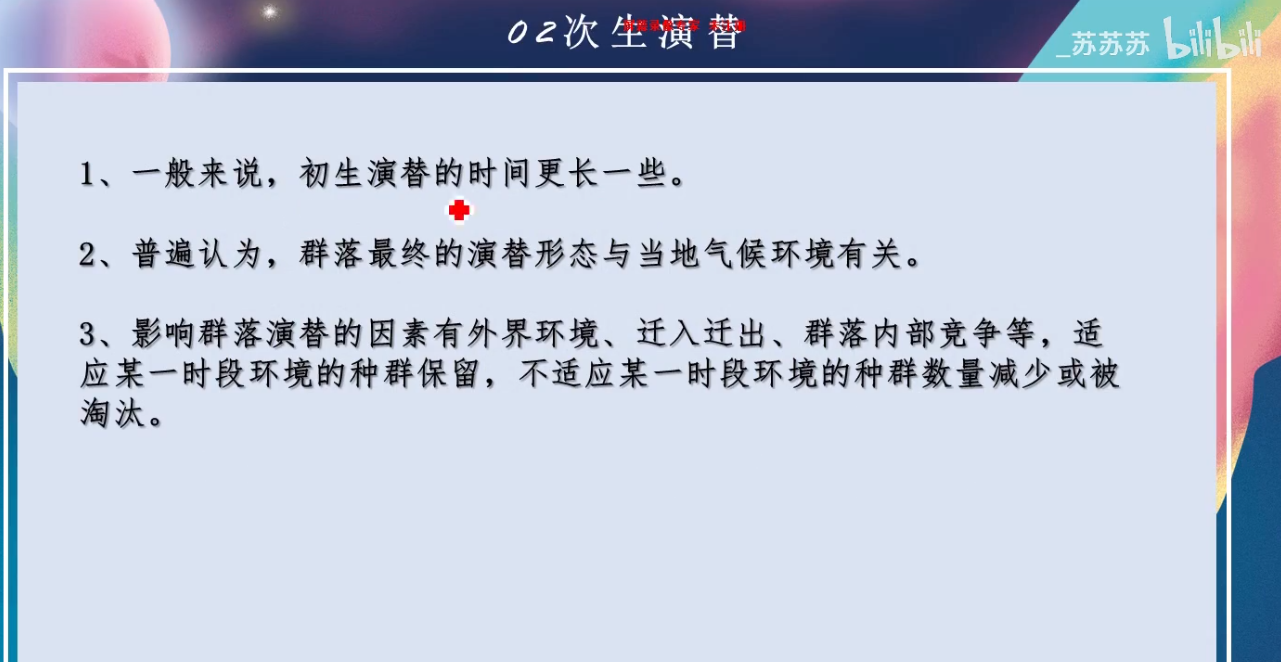 02次生演替
_苏苏苏 bilibili
1、一般来说，初生演替的时间更长一些。
2、普遍认为，群落最终的演替形态与当地气候环境有关。
3、影响群落演替的因素有外界环境、迁入迁出、群落内部竞争等，适
应某一时段环境的种群保留，不适应某一时段环境的种群数量减少或被
淘汰。